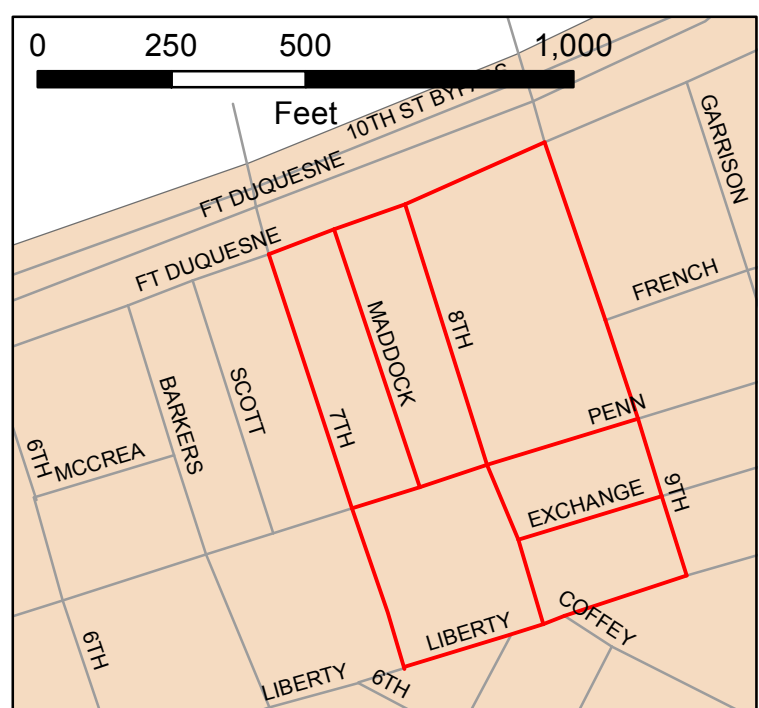 0 250 500 1,000
Feet
10TH ST BYPASS
FT DUQUESNE
FT DUQUESNE
GARRISON
FRENCH
MADDOCK
8TH
BARKERS
SCOTT
7TH
PENN
6TH
MCCREA
EXCHANGE
9TH
COFFEY
LIBERTY
6TH
LIBERTY
6TH